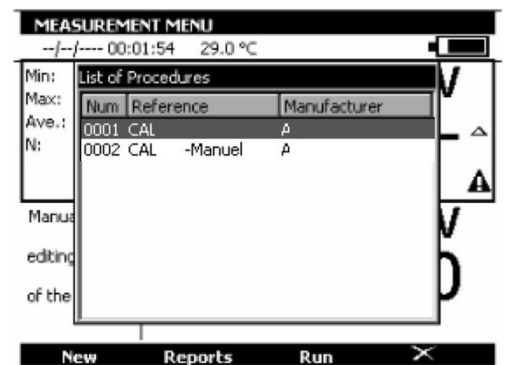 MEASUREMENT MENU
--/--/---- 00:01:54 29.0 °C
Min:
Max:
Ave.:
N:
List of Procedures
Num Reference Manufacturer
0001 CAL A
0002 CAL -Manuel A
V
V
0
Manua
editing
of the
New Reports Run